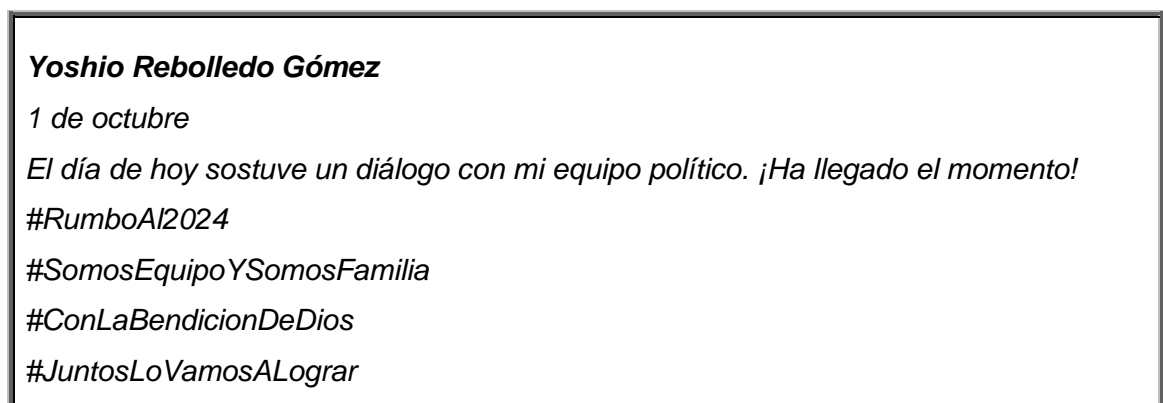 Yoshio Rebolledo Gómez
1 de octubre
El día de hoy sostuve un diálogo con mi equipo político. ¡Ha llegado el momento!
#RumboAl2024
#SomosEquipoYSomosFamilia
#ConLaBendicionDeDios
#JuntosLoVamosALograr